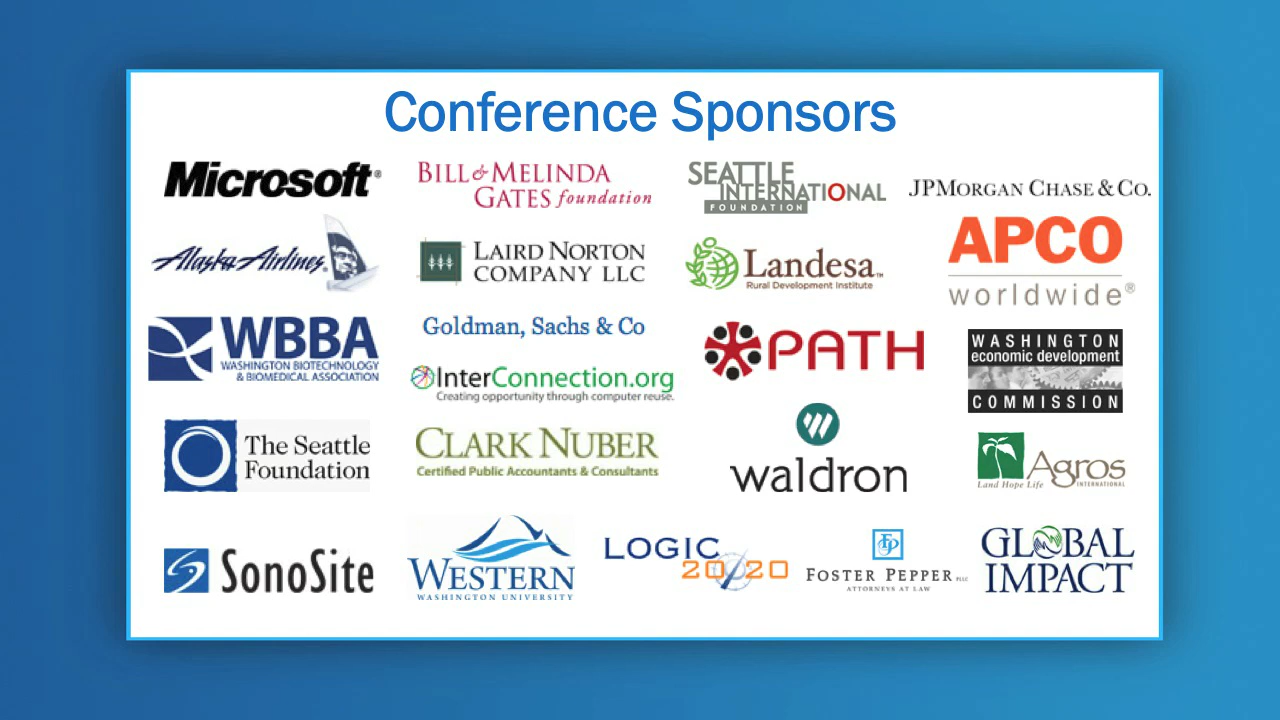 Conference Sponsors
Microsoft®
BILL & MELINDA
GATES foundation
SEATTLE
INTERNATIONAL
FOUNDATION
JPMORGAN CHASE & CO.
Alaska Airlines®
LAIRD NORTON
COMPANY LLC
Landesa™
Rural Development Institute
APCO
worldwide®
WBBA
WASHINGTON BIOTECHNOLOGY
& BIOMEDICAL ASSOCIATION
Goldman, Sachs & Co
InterConnection.org
Creating opportunity through computer reuse.
PATH
WASHINGTON
economic development
COMMISSION
The Seattle
Foundation
CLARK NUBER
Certified Public Accountants & Consultants
waldron
Agros
Land Hope Life
INTERNATIONAL
SonoSite
WESTERN
WASHINGTON UNIVERSITY
LOGIC
20/20
FP
FOSTER PEPPER PLLC
ATTORNEYS AT LAW
GLOBAL
IMPACT